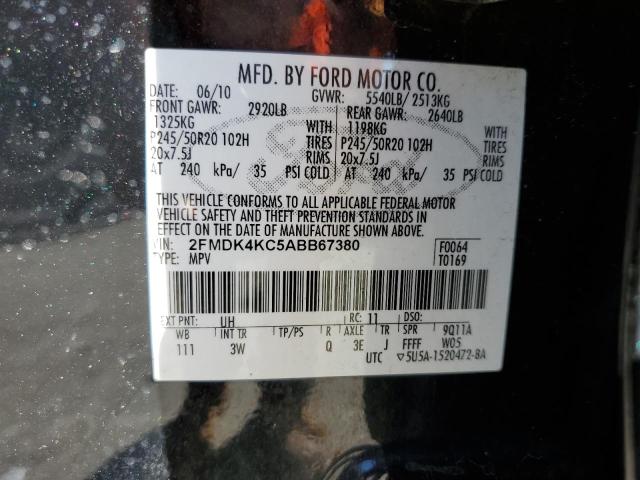 MFD. BY FORD MOTOR CO.
DATE: 06/10 GVWR: 5540LB/ 2513KG
FRONT GAWR: 2920LB REAR GAWR: 2640LB
1325KG WITH 1198KG WITH
P245/50R20 102H TIRES P245/50R20 102H TIRES
20x7.5J RIMS 20x7.5J RIMS
AT 240 kPa/ 35 PSI COLD AT 240 kPa/ 35 PSI COLD
THIS VEHICLE CONFORMS TO ALL APPLICABLE FEDERAL MOTOR
VEHICLE SAFETY AND THEFT PREVENTION STANDARDS IN
EFFECT ON THE DATE OF MANUFACTURE SHOWN ABOVE.
VIN: 2FMDK4KC5ABB67380 F0064
TYPE: MPV T0169
EXT PNT: UH RC: 11 DSO:
WB INT TR TP/PS R AXLE TR SPR 9Q11A
111 3W Q 3E J FFFF W05
UTC ▽5U5A-1520472-BA
Ford